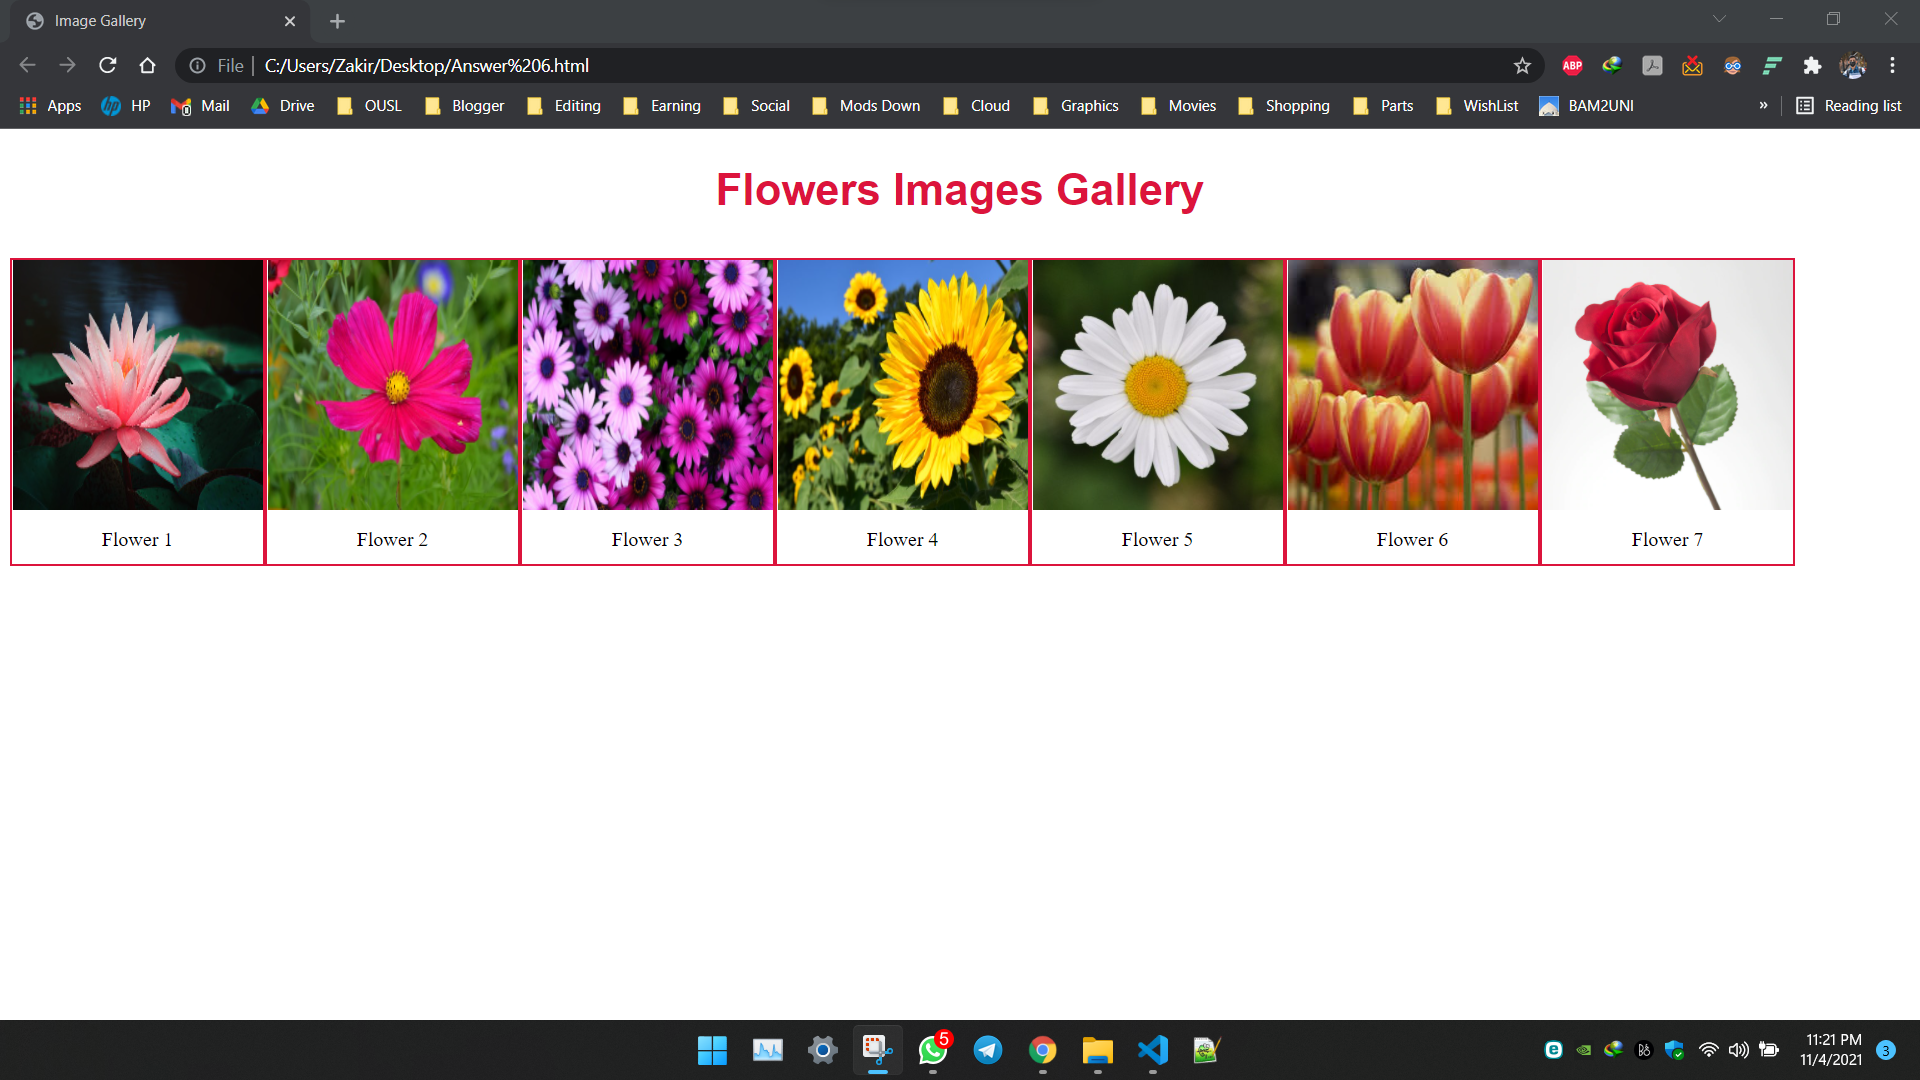 Image Gallery
File C:/Users/Zakir/Desktop/Answer%206.html
ABP
Apps HP Mail Drive OUSL Blogger Editing Earning Social Mods Down Cloud Graphics Movies Shopping Parts WishList BAM2UNI » Reading list
Flowers Images Gallery
Flower 1 Flower 2 Flower 3 Flower 4 Flower 5 Flower 6 Flower 7
5
11:21 PM
11/4/2021
3